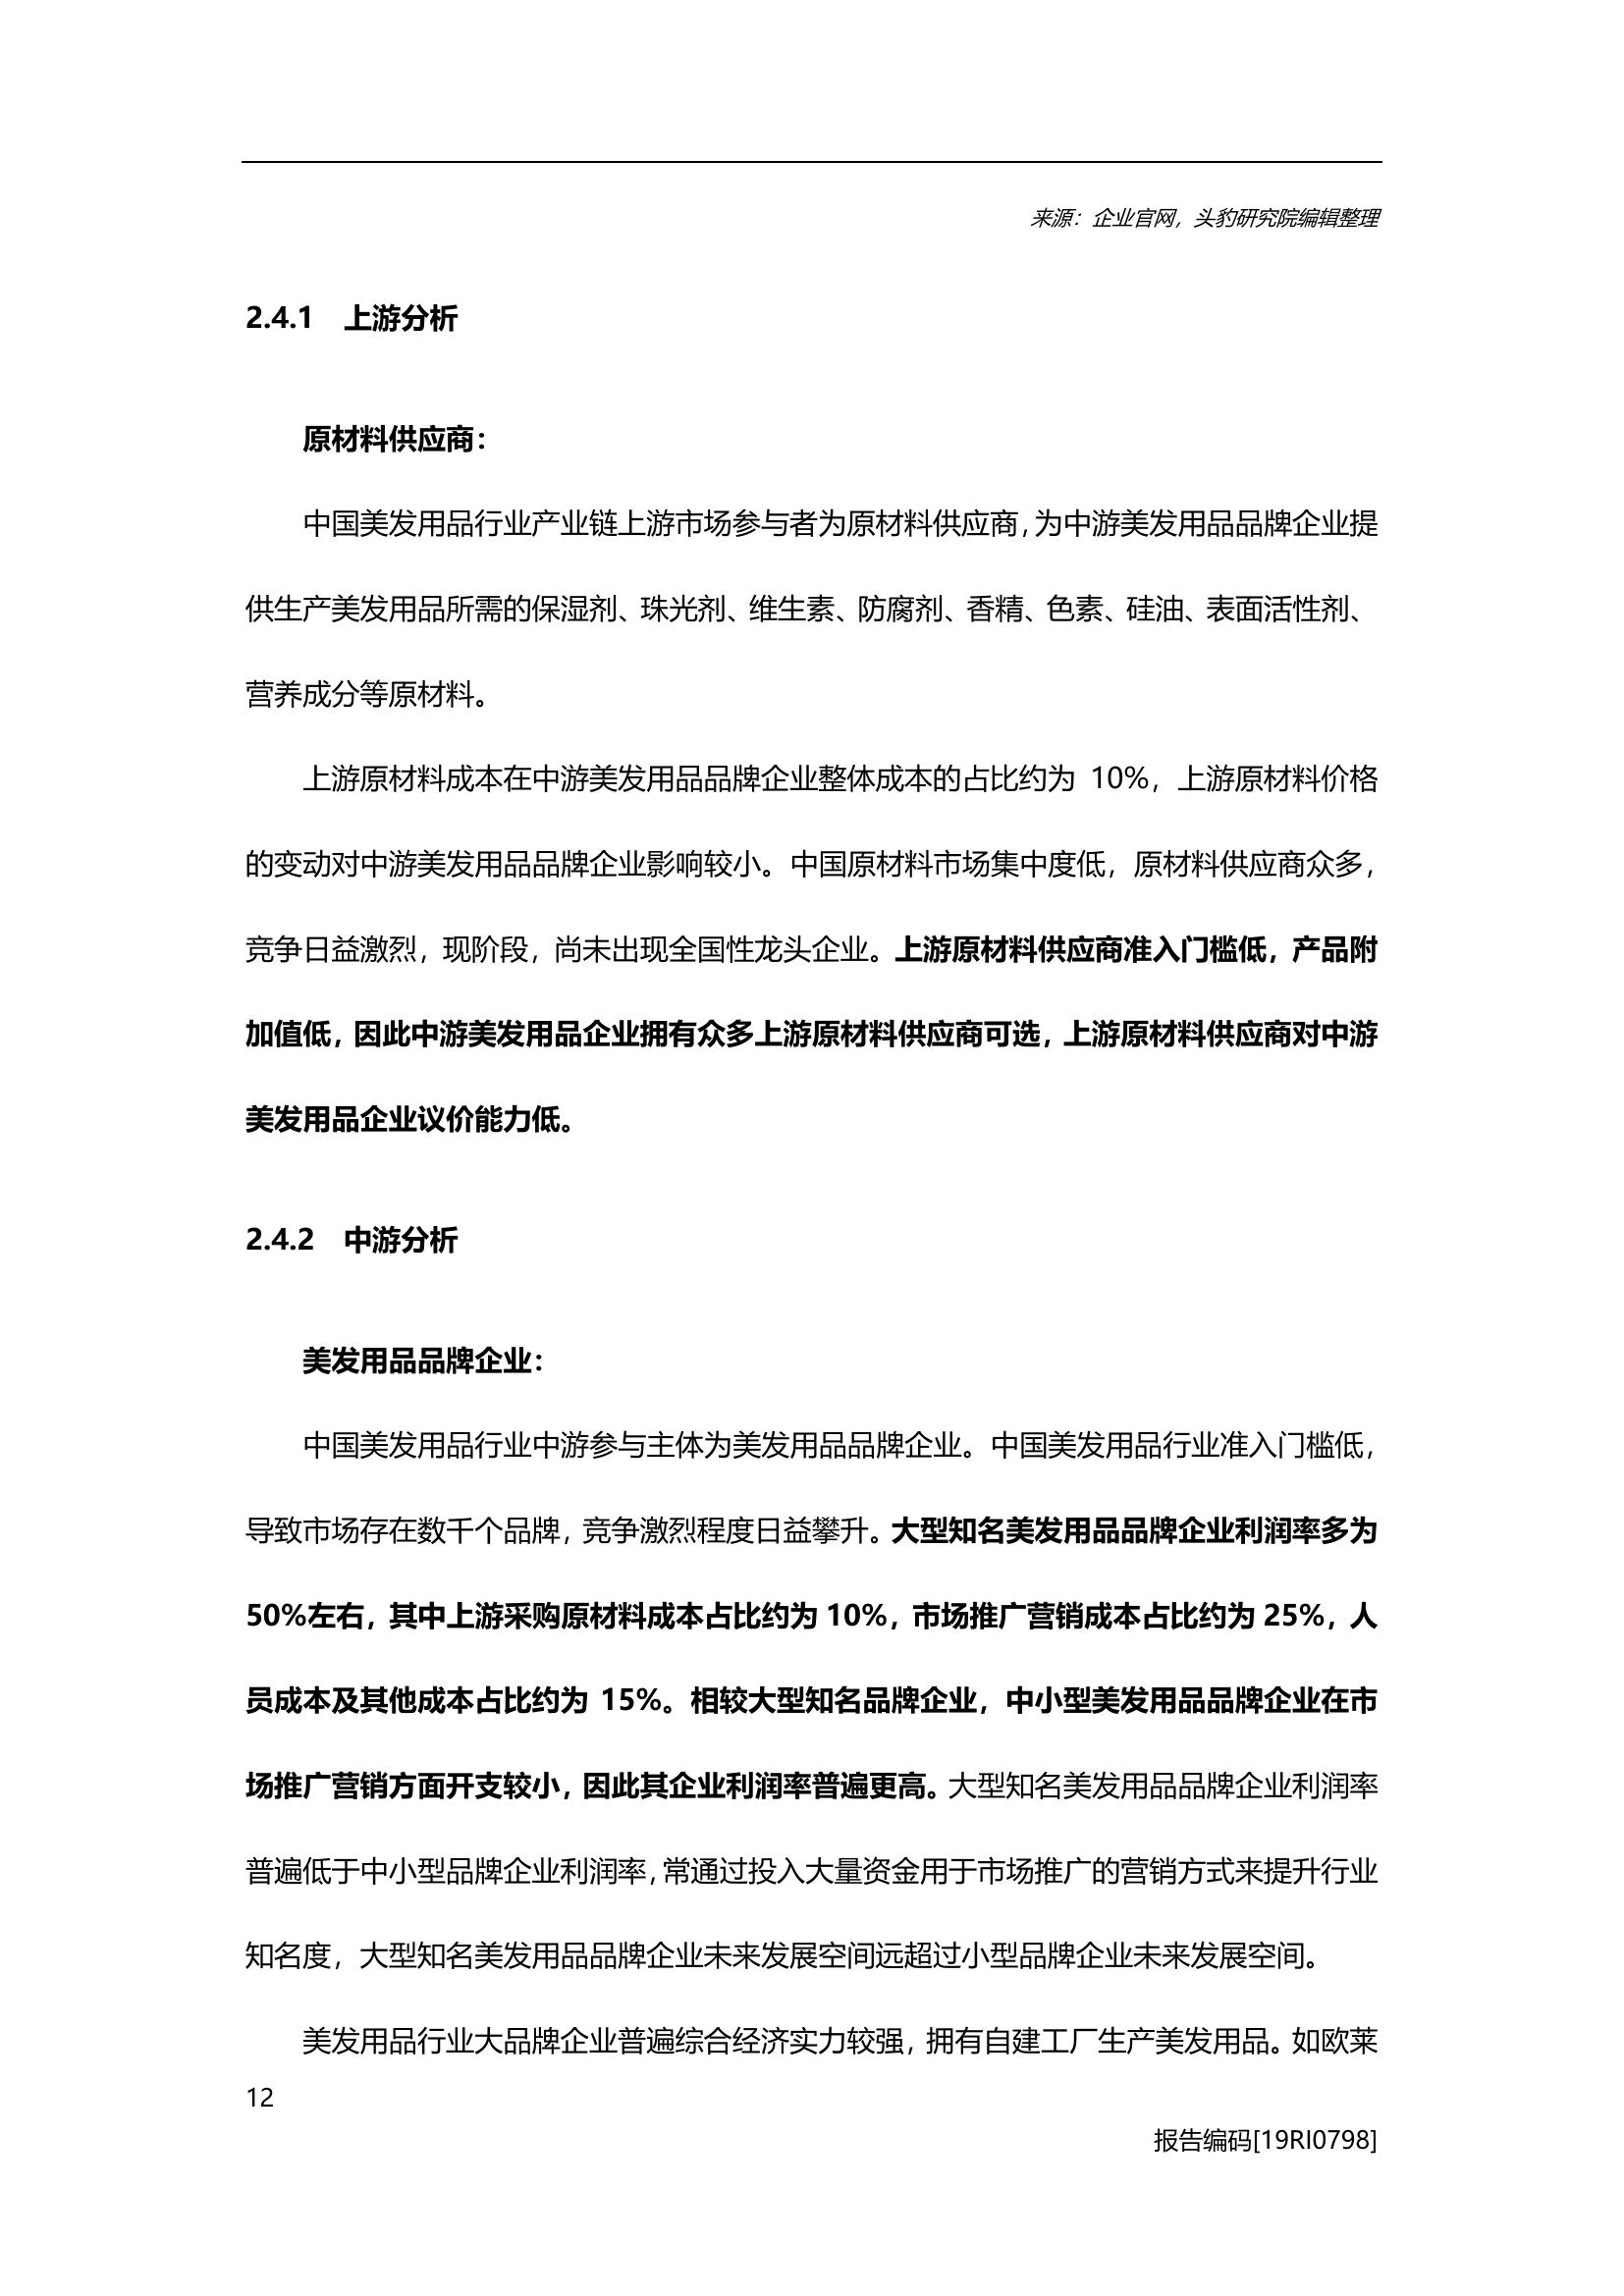 来源：企业官网，头豹研究院编辑整理
2.4.1 上游分析
原材料供应商：
中国美发用品行业产业链上游市场参与者为原材料供应商，为中游美发用品品牌企业提
供生产美发用品所需的保湿剂、珠光剂、维生素、防腐剂、香精、色素、硅油、表面活性剂、
营养成分等原材料。
上游原材料成本在中游美发用品品牌企业整体成本的占比约为 10%，上游原材料价格
的变动对中游美发用品品牌企业影响较小。中国原材料市场集中度低，原材料供应商众多，
竞争日益激烈，现阶段，尚未出现全国性龙头企业。上游原材料供应商准入门槛低，产品附
加值低，因此中游美发用品企业拥有众多上游原材料供应商可选，上游原材料供应商对中游
美发用品企业议价能力低。
2.4.2 中游分析
美发用品品牌企业：
中国美发用品行业中游参与主体为美发用品品牌企业。中国美发用品行业准入门槛低，
导致市场存在数千个品牌，竞争激烈程度日益攀升。大型知名美发用品品牌企业利润率多为
50%左右，其中上游采购原材料成本占比约为 10%，市场推广营销成本占比约为 25%，人
员成本及其他成本占比约为 15%。相较大型知名品牌企业，中小型美发用品品牌企业在市
场推广营销方面开支较小，因此其企业利润率普遍更高。大型知名美发用品品牌企业利润率
普遍低于中小型品牌企业利润率，常通过投入大量资金用于市场推广的营销方式来提升行业
知名度，大型知名美发用品品牌企业未来发展空间远超过小型品牌企业未来发展空间。
美发用品行业大品牌企业普遍综合经济实力较强，拥有自建工厂生产美发用品。如欧莱
12
报告编码[19RI0798]